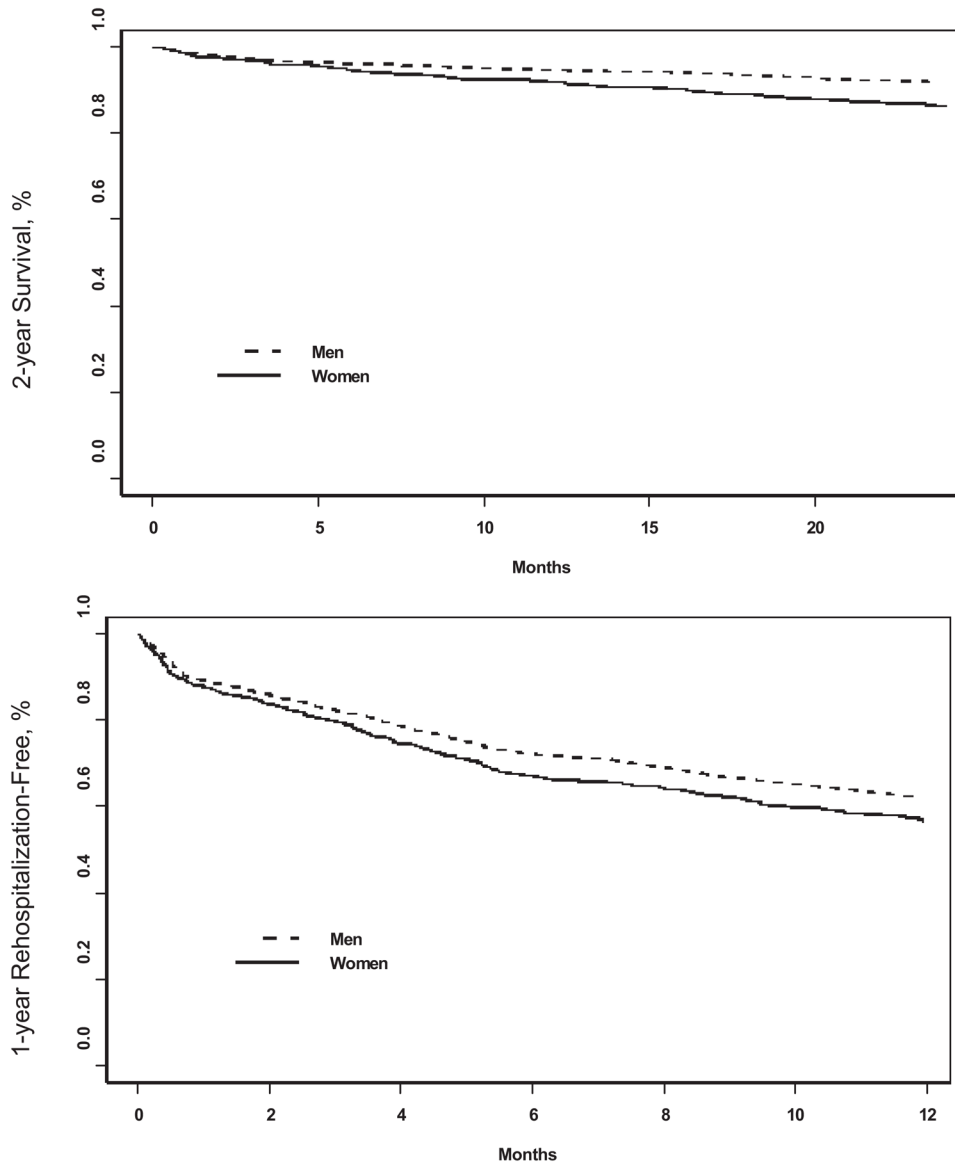 2-year Survival, %
1.0
0.8
0.6
0.4
0.2
0.0
Men
Women
0 5 10 15 20
Months
1-year Rehospitalization-Free, %
1.0
0.8
0.6
0.4
0.2
0.0
Men
Women
0 2 4 6 8 10 12
Months